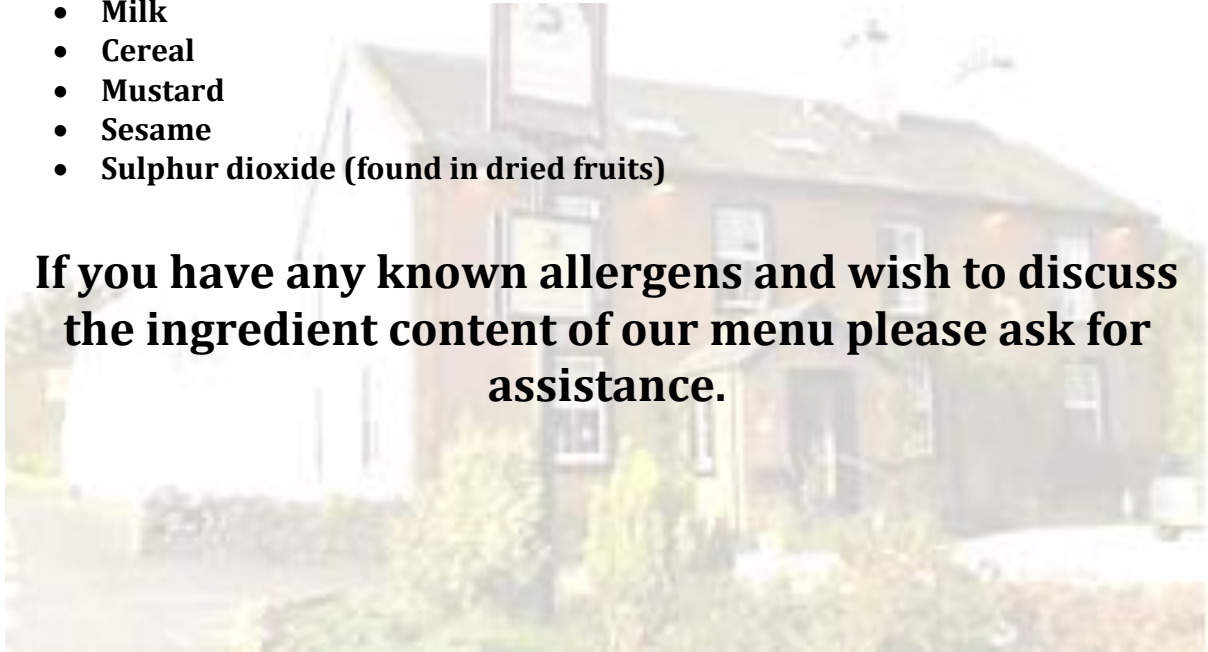 • Milk
• Cereal
• Mustard
• Sesame
• Sulphur dioxide (found in dried fruits)
If you have any known allergens and wish to discuss
the ingredient content of our menu please ask for
assistance.